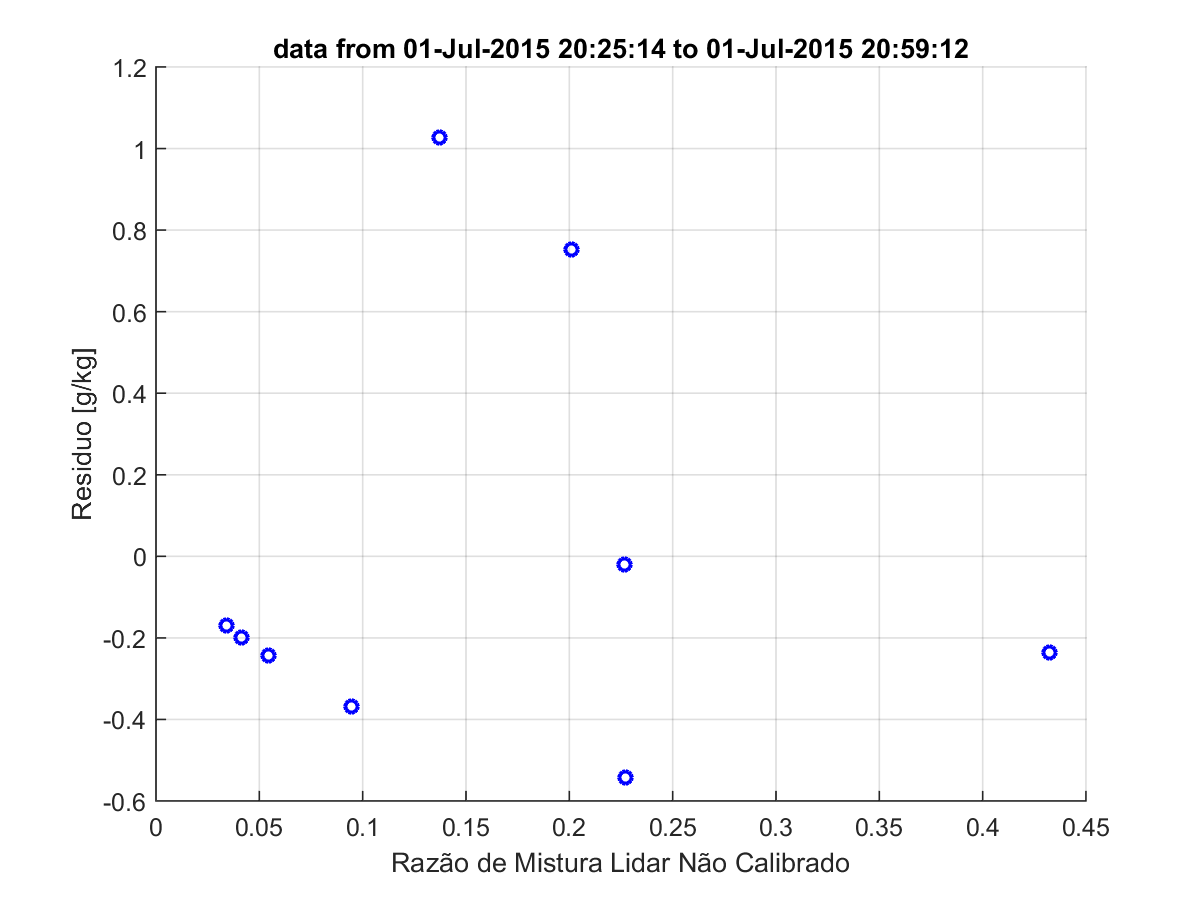 data from 01-Jul-2015 20:25:14 to 01-Jul-2015 20:59:12
1.2
1
0.8
0.6
0.4
0.2
0
-0.2
-0.4
-0.6
Residuo [g/kg]
0 0.05 0.1 0.15 0.2 0.25 0.3 0.35 0.4 0.45
Razão de Mistura Lidar Não Calibrado